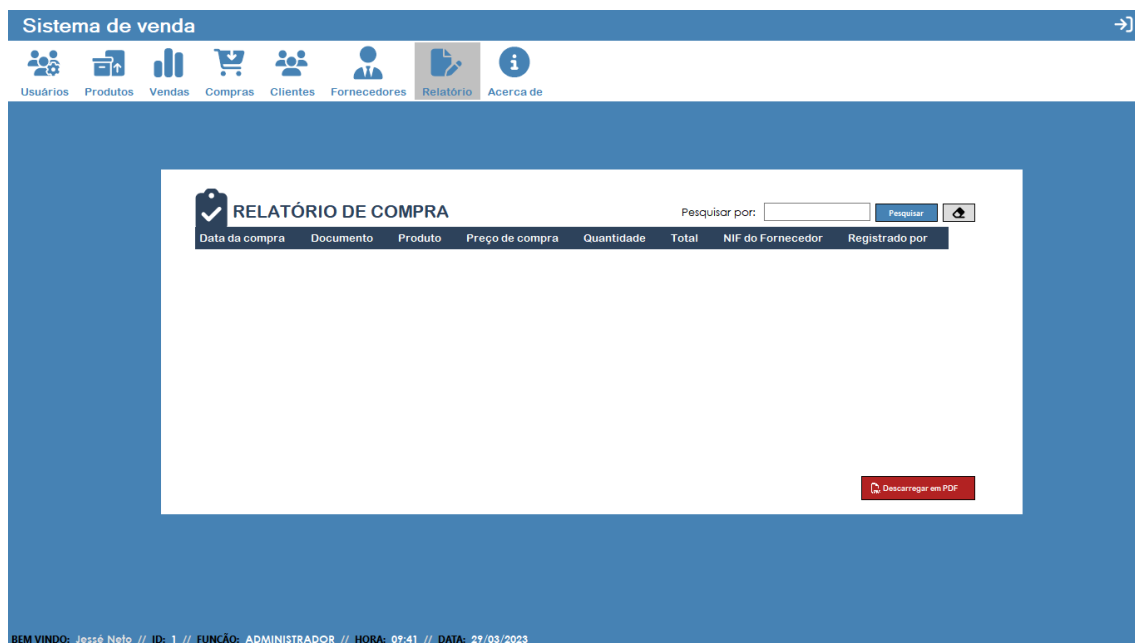 Sistema de venda
Usuários Produtos Vendas Compras Clientes Fornecedores Relatório Acerca de
RELATÓRIO DE COMPRA
Pesquisar por: Pesquisar
Data da compra Documento Produto Preço de compra Quantidade Total NIF do Fornecedor Registrado por
Descarregar em PDF
BEM VINDO: Jessé Neto // ID: 1 // FUNÇÃO: ADMINISTRADOR // HORA: 09:41 // DATA: 29/03/2023